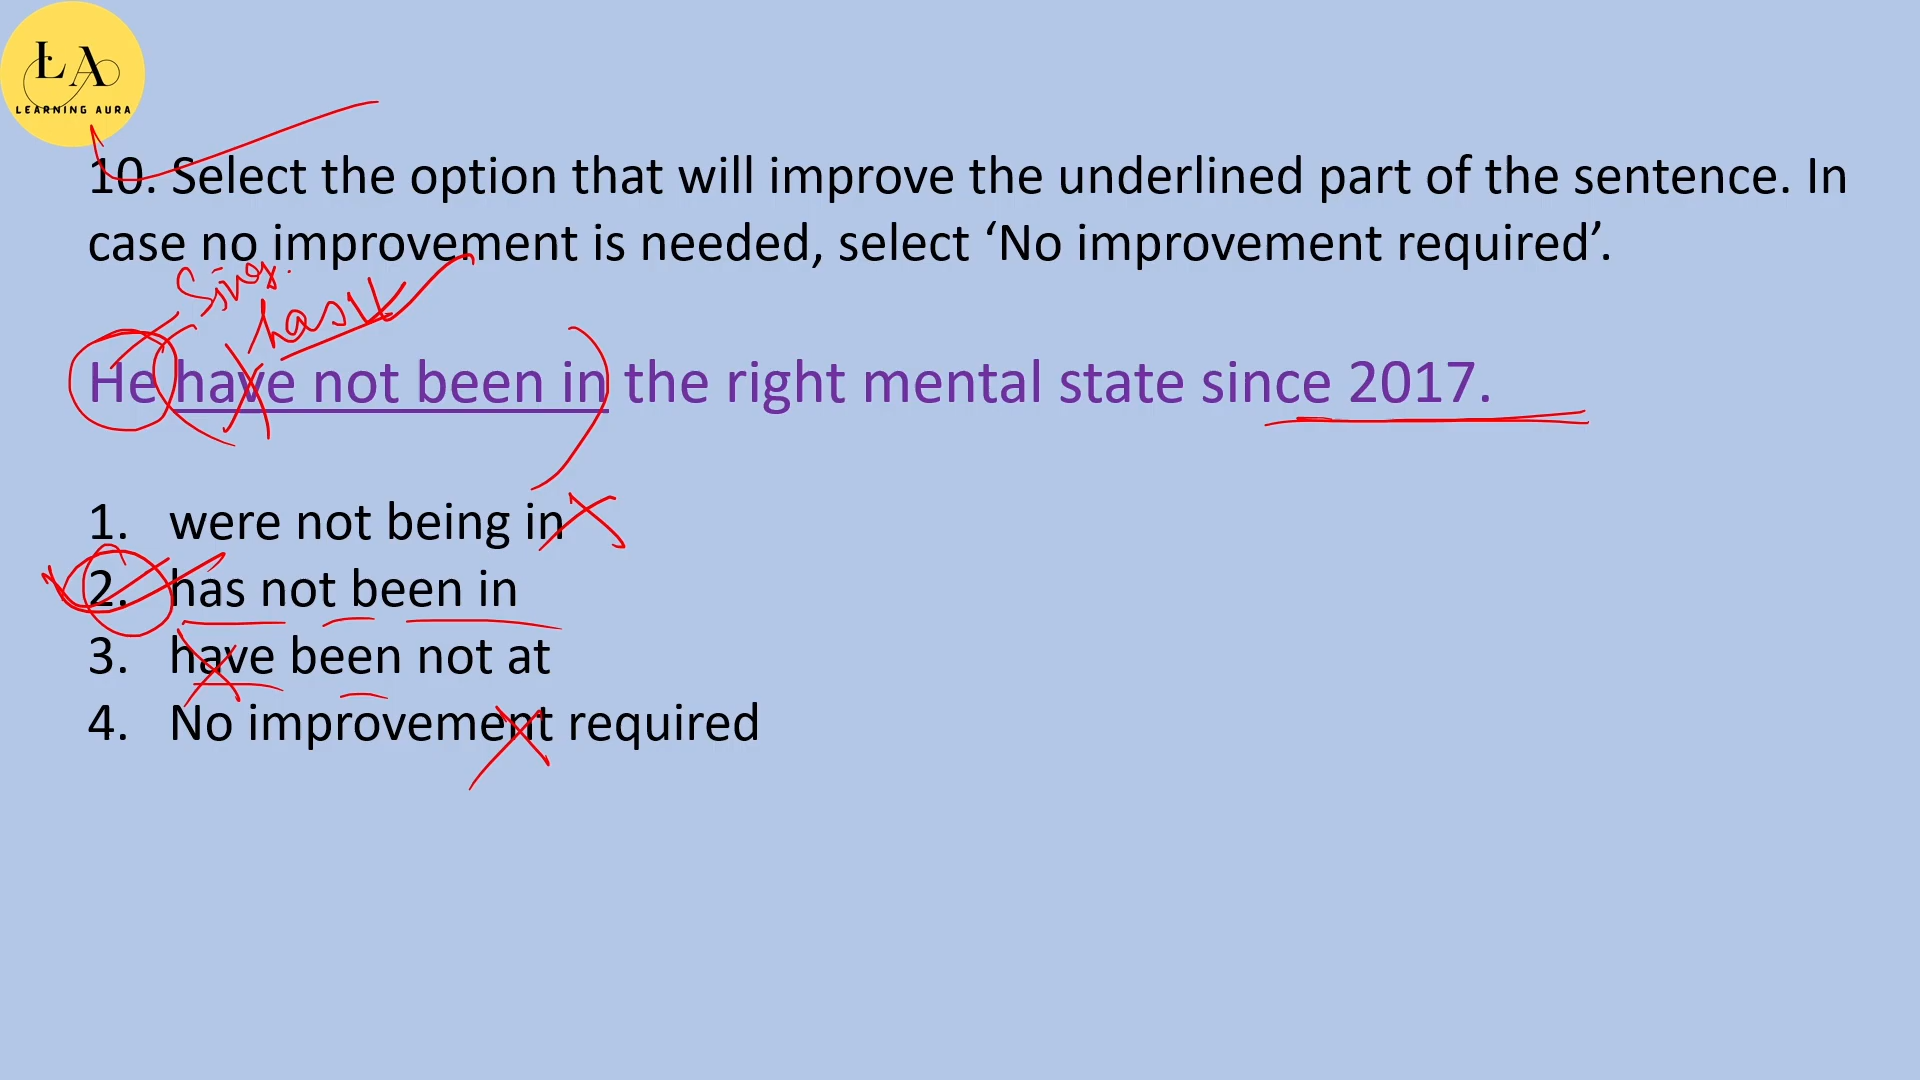 LA
LEARNING AURA
10. Select the option that will improve the underlined part of the sentence. In
case no improvement is needed, select ‘No improvement required’.
Sing.
has
He have not been in the right mental state since 2017.
1. were not being in
2. has not been in
3. have been not at
4. No improvement required